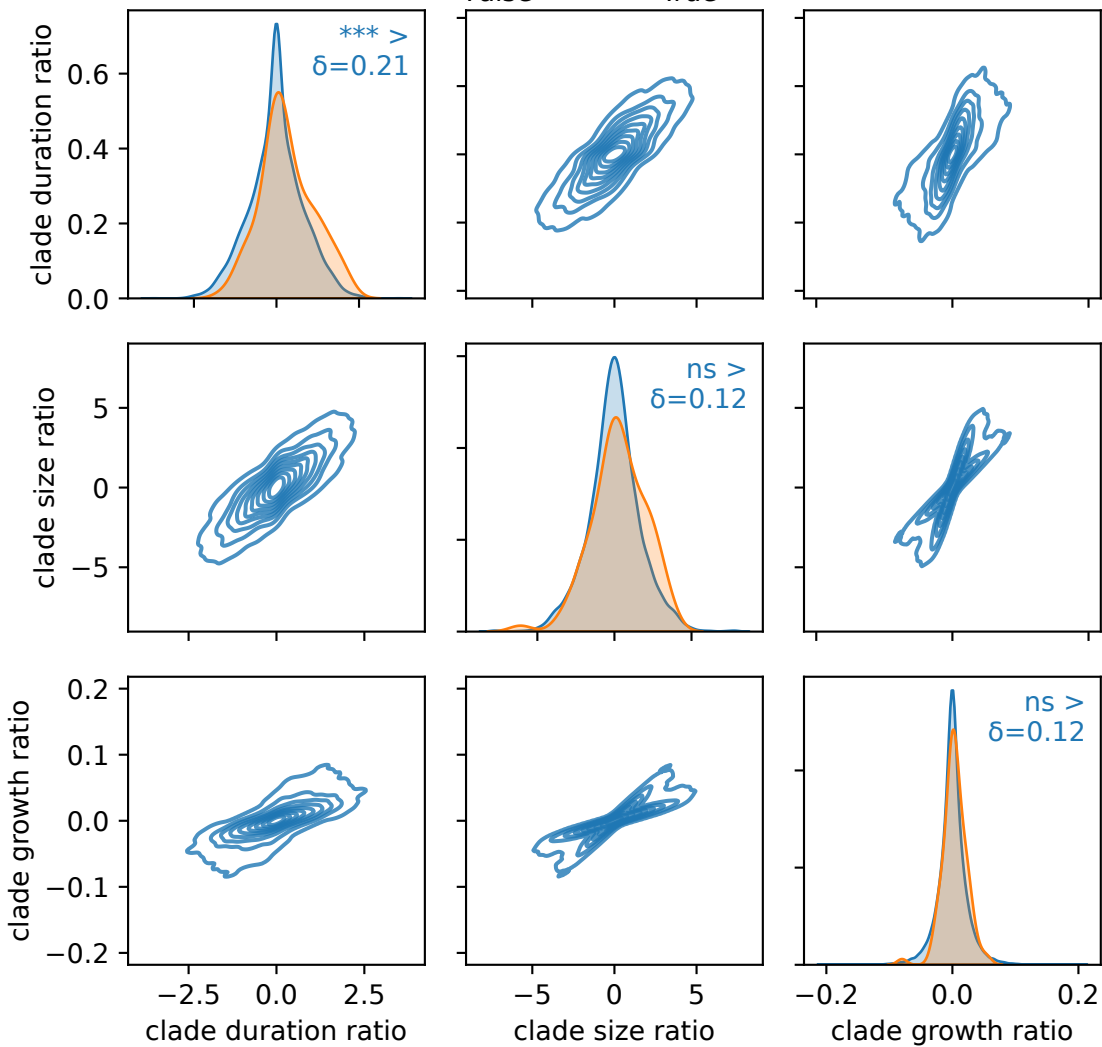 clade duration ratio
0.6
0.4
0.2
0.0
*** >
δ=0.21
clade size ratio
5
0
−5
ns >
δ=0.12
clade growth ratio
0.2
0.1
0.0
−0.1
−0.2
ns >
δ=0.12
−2.5 0.0 2.5
clade duration ratio
−5 0 5
clade size ratio
−0.2 0.0 0.2
clade growth ratio